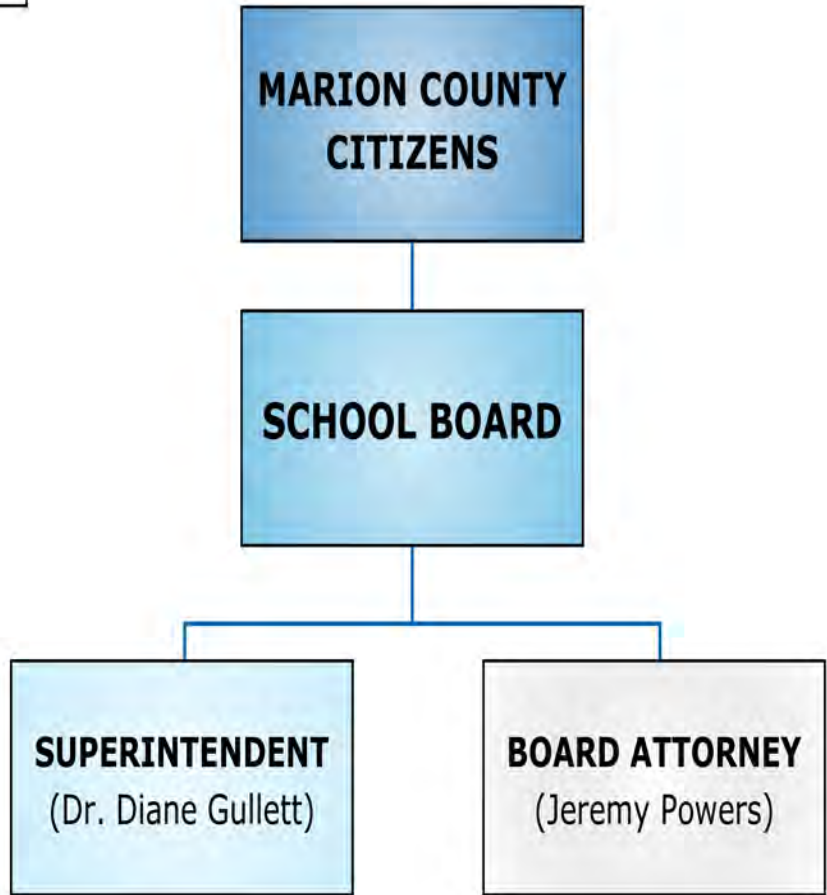 MARION COUNTY
CITIZENS
SCHOOL BOARD
SUPERINTENDENT
(Dr. Diane Gullett)
BOARD ATTORNEY
(Jeremy Powers)